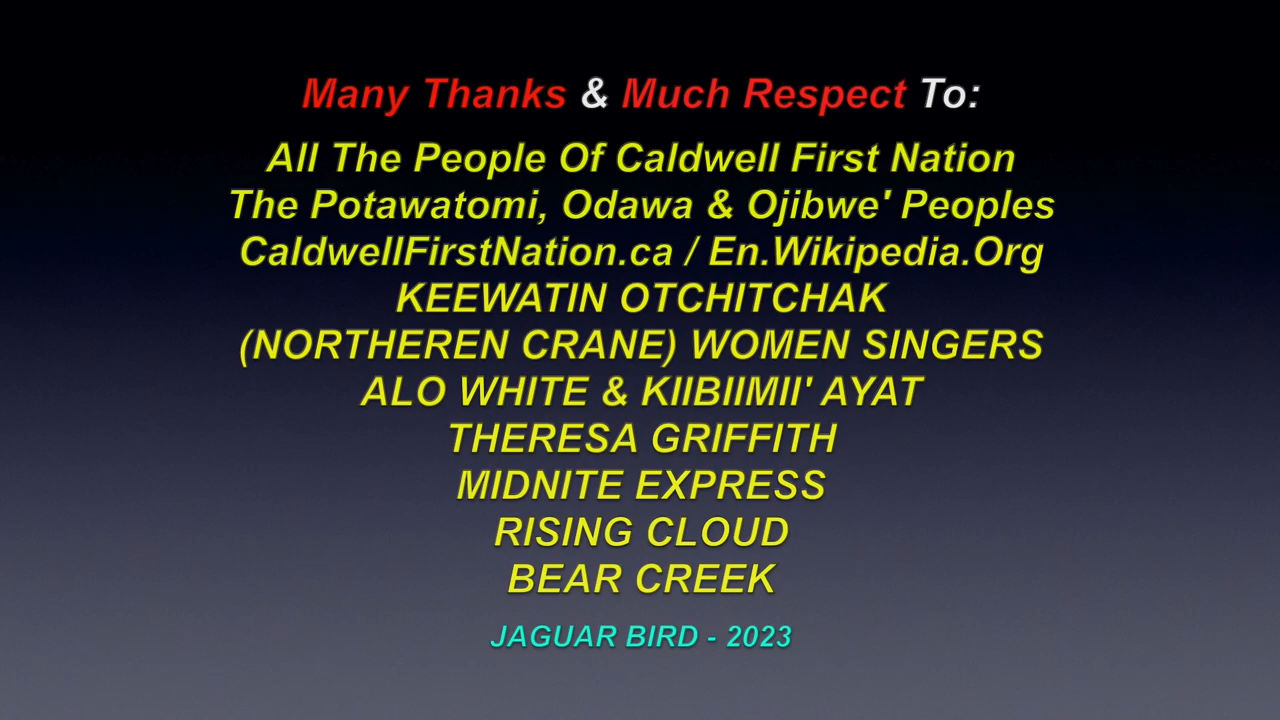 Many Thanks & Much Respect To:
All The People Of Caldwell First Nation
The Potawatomi, Odawa & Ojibwe' Peoples
CaldwellFirstNation.ca / En.Wikipedia.Org
KEEWATIN OTCHITCHAK
(NORTHEREN CRANE) WOMEN SINGERS
ALO WHITE & KIIBIIMII' AYAT
THERESA GRIFFITH
MIDNITE EXPRESS
RISING CLOUD
BEAR CREEK
JAGUAR BIRD - 2023